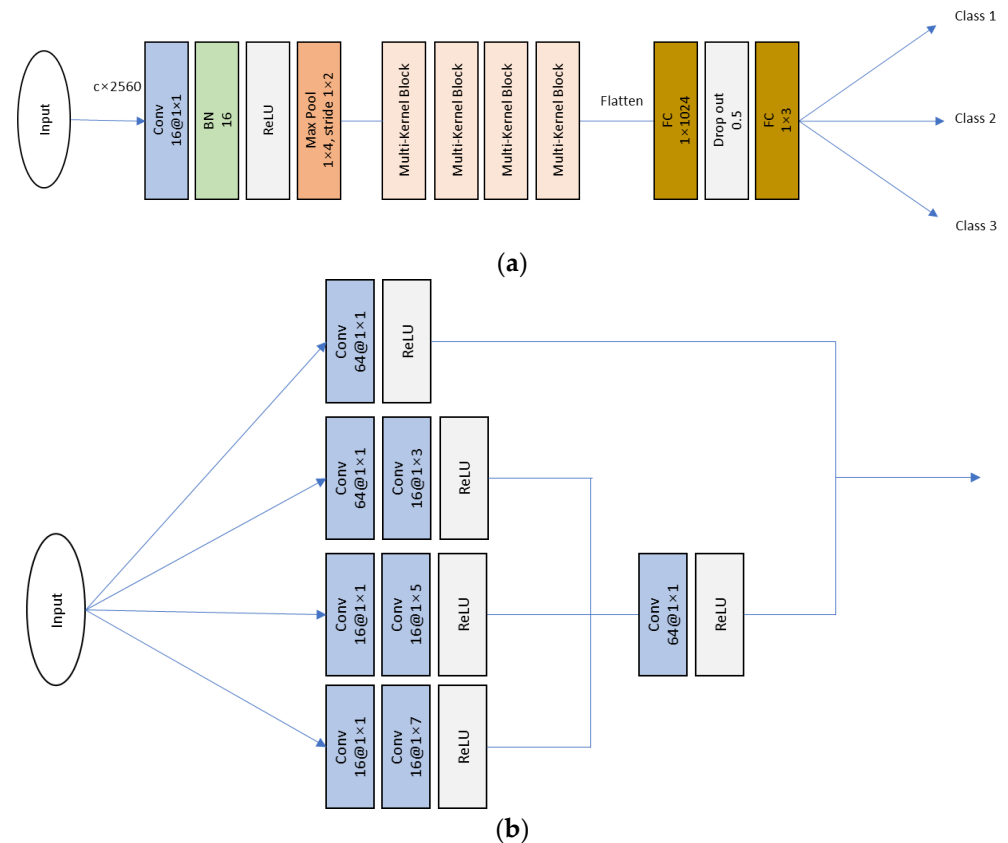 Input
c×2560
Conv
16@1×1
BN
16
ReLU
Max Pool
1×4, stride 1×2
Multi-Kernel Block
Multi-Kernel Block
Multi-Kernel Block
Multi-Kernel Block
Flatten
FC
1×1024
Drop out
0.5
FC
1×3
Class 1
Class 2
Class 3
(a)
Input
Conv
64@1×1
ReLU
Conv
64@1×1
Conv
16@1×3
ReLU
Conv
16@1×1
Conv
16@1×5
ReLU
Conv
16@1×1
Conv
16@1×7
ReLU
Conv
64@1×1
ReLU
(b)